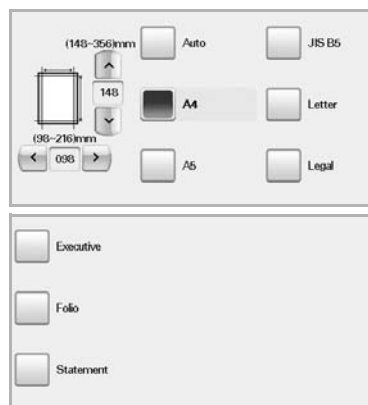 (148~356)mm
Auto
JIS B5
148
A4
Letter
(98~216)mm
098
A5
Legal
Executive
Folio
Statement